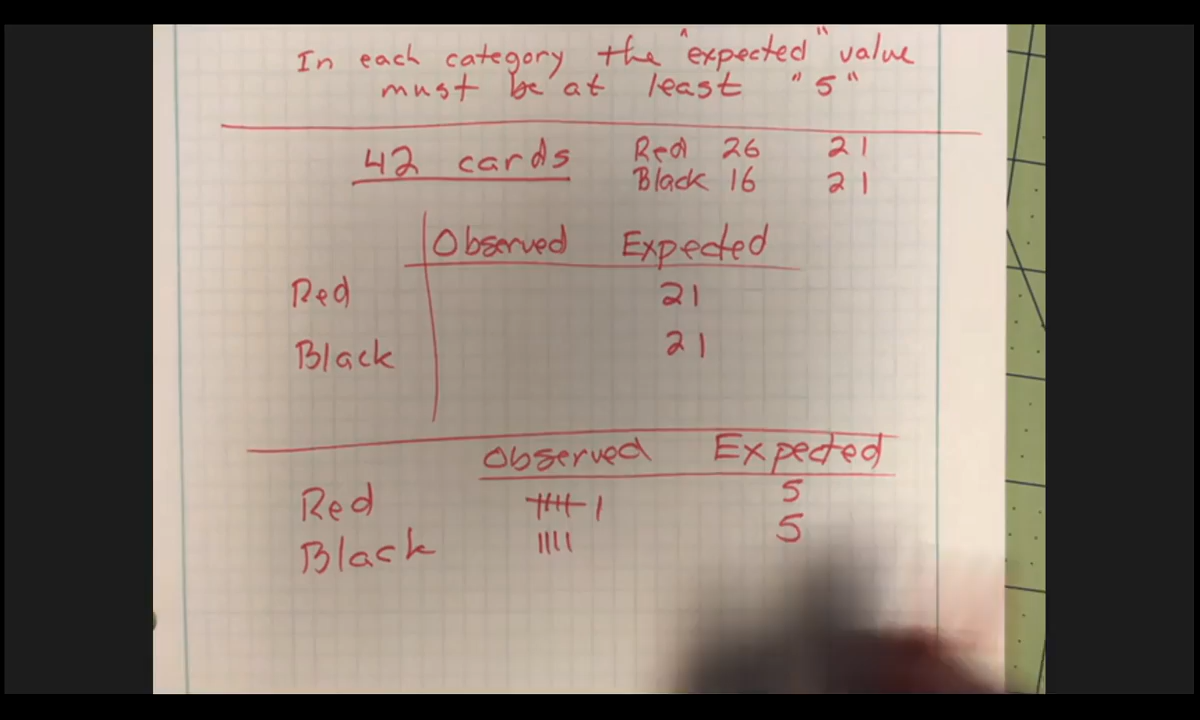 In each category the "expected" value
must be at least "5"
42 cards Red 26 21
Black 16 21
Observed Expected
Red 21
Black 21
Observed Expected
Red 卌 | 5
Black |||| 5